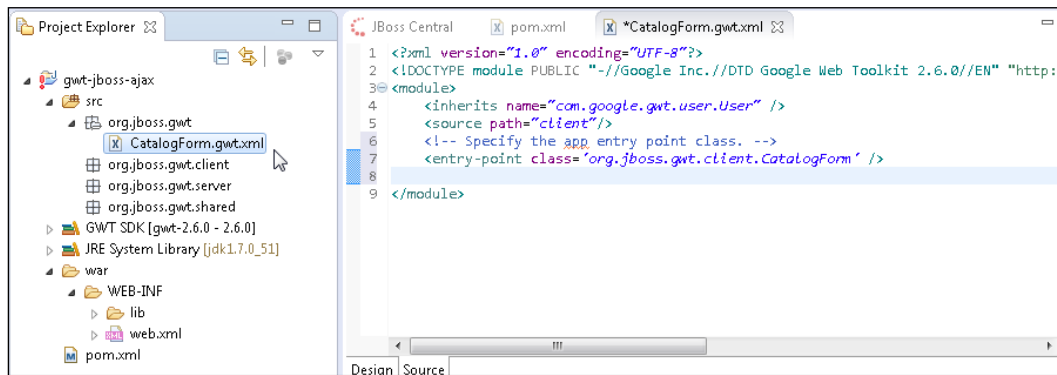 Project Explorer
gwt-jboss-ajax
src
org.jboss.gwt
CatalogForm.gwt.xml
org.jboss.gwt.client
org.jboss.gwt.server
org.jboss.gwt.shared
GWT SDK [gwt-2.6.0 - 2.6.0]
JRE System Library [jdk1.7.0_51]
war
WEB-INF
lib
web.xml
pom.xml
JBoss Central pom.xml *CatalogForm.gwt.xml
1 <?xml version="1.0" encoding="UTF-8"?>
2 <!DOCTYPE module PUBLIC "-//Google Inc.//DTD Google Web Toolkit 2.6.0//EN" "http:
3 <module>
4 <inherits name="com.google.gwt.user.User" />
5 <source path="client"/>
6 <!-- Specify the app entry point class. -->
7 <entry-point class='org.jboss.gwt.client.CatalogForm' />
8
9 </module>
Design Source